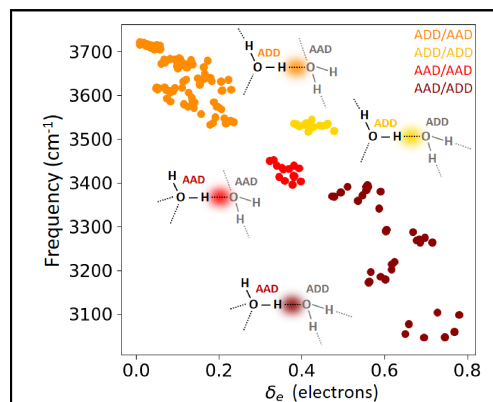 ADD/AAD
ADD/ADD
AAD/AAD
AAD/ADD
3700
3600
3500
3400
3300
3200
3100
Frequency (cm⁻¹)
0.0
0.2
0.4
0.6
0.8
δe (electrons)
H
ADD
AAD
O H O H
H
H
ADD
ADD
O H O H
H
H
AAD
AAD
O H O H
H
H
AAD
ADD
O H O H
H